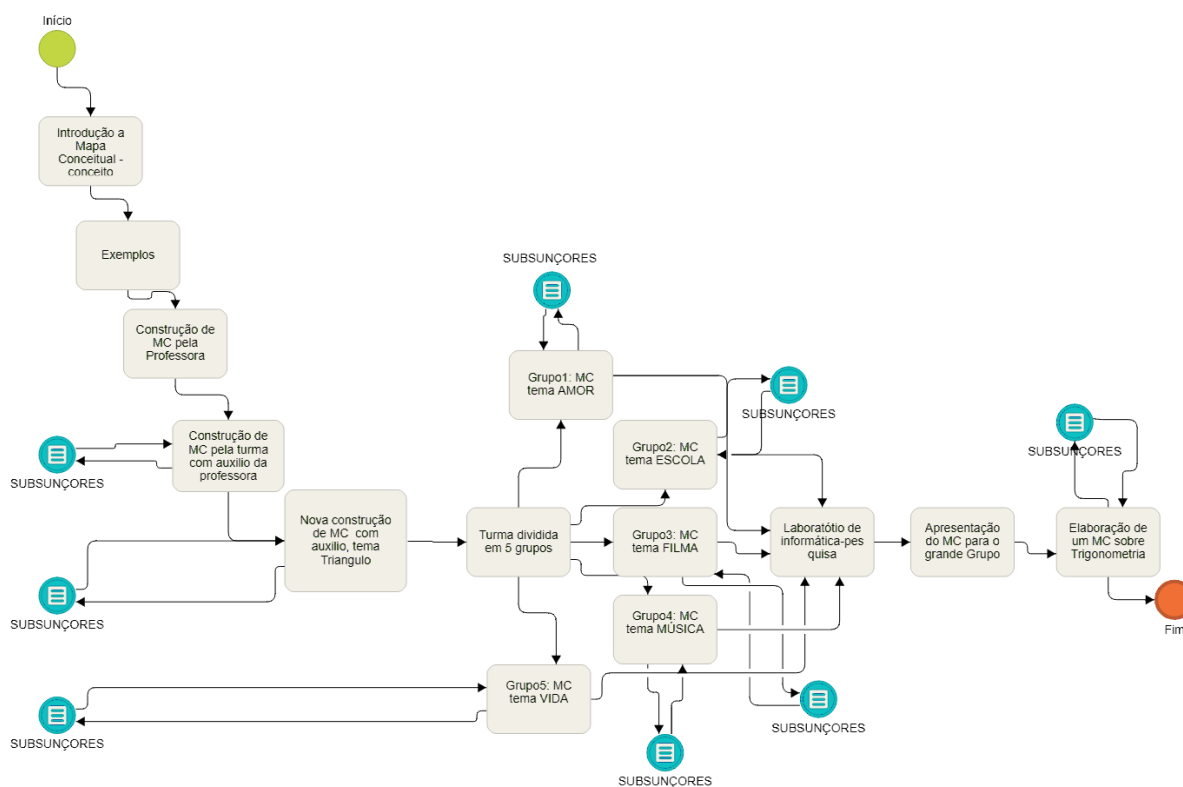 Início
Introdução a
Mapa
Conceitual -
conceito
Exemplos
Construção de
MC pela
Professora
Construção de
MC pela turma
com auxilio da
professora
SUBSUNÇORES
Nova construção
de MC com
auxilio, tema
Triangulo
SUBSUNÇORES
Turma dividida
em 5 grupos
SUBSUNÇORES
Grupo1: MC
tema AMOR
Grupo2: MC
tema ESCOLA
SUBSUNÇORES
Grupo3: MC
tema FILMA
Grupo4: MC
tema MÚSICA
Grupo5: MC
tema VIDA
SUBSUNÇORES
SUBSUNÇORES
SUBSUNÇORES
Laboratótio de
informática-pes
quisa
Apresentação
do MC para o
grande Grupo
SUBSUNÇORES
Elaboração de
um MC sobre
Trigonometria
Fim